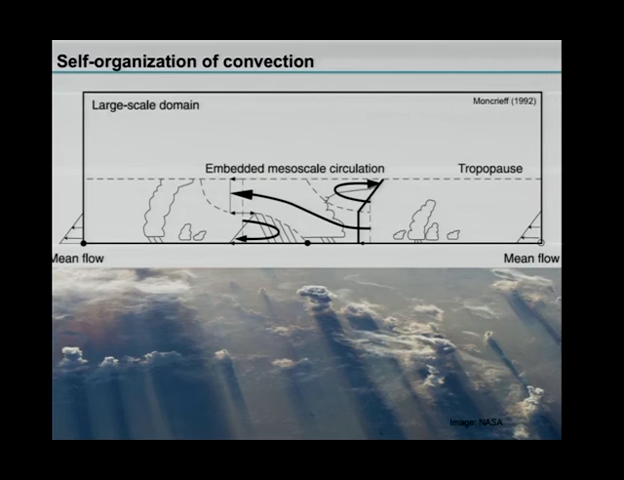 Self-organization of convection
Large-scale domain
Moncrieff (1992)
Embedded mesoscale circulation
Tropopause
Mean flow
Mean flow
Image: NASA